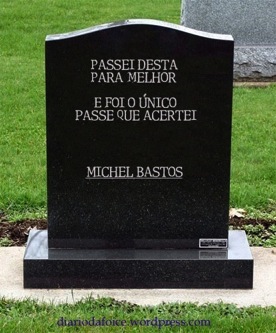 PASSEI DESTA
PARA MELHOR
E FOI O ÚNICO
PASSE QUE ACERTEI
MICHEL BASTOS
diariodafoice.wordpress.com